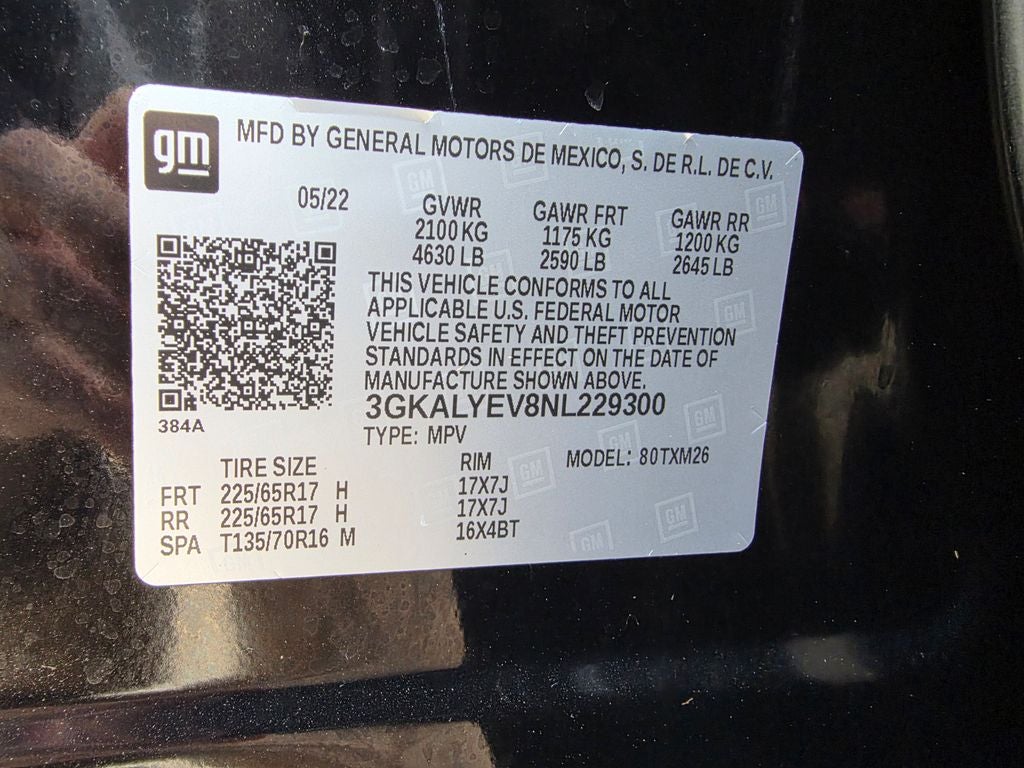 gm
MFD BY GENERAL MOTORS DE MEXICO, S. DE R.L. DE C.V.
05/22
GVWR GAWR FRT GAWR RR
2100 KG 1175 KG 1200 KG
4630 LB 2590 LB 2645 LB
THIS VEHICLE CONFORMS TO ALL
APPLICABLE U.S. FEDERAL MOTOR
VEHICLE SAFETY AND THEFT PREVENTION
STANDARDS IN EFFECT ON THE DATE OF
MANUFACTURE SHOWN ABOVE.
3GKALYEV8NL229300
384A
TYPE: MPV
MODEL: 80TXM26
TIRE SIZE RIM
FRT 225/65R17 H 17X7J
RR 225/65R17 H 17X7J
SPA T135/70R16 M 16X4BT